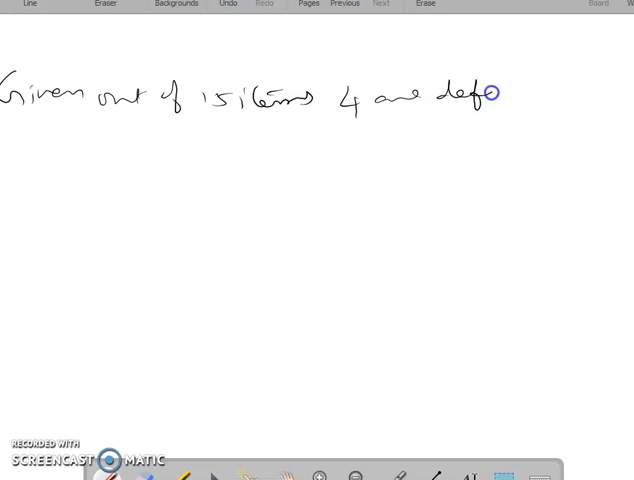 Line Eraser Backgrounds Undo Redo Pages Previous Next Erase Board
Given out of 15 items 4 are defe
RECORDED WITH
SCREENCAST MATIC